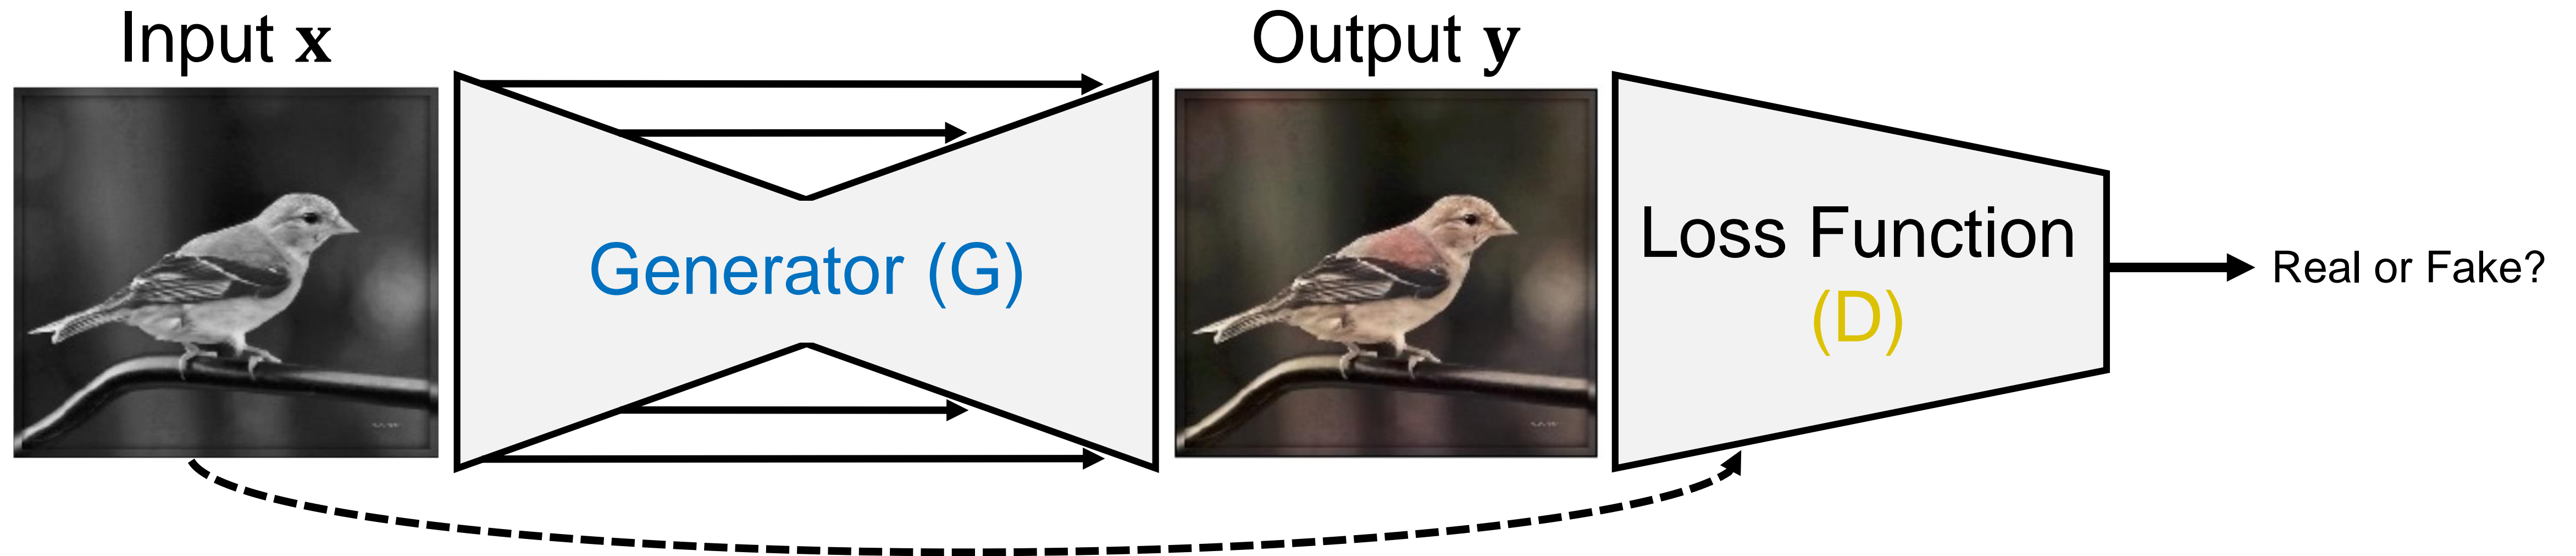 Input x
Output y
Generator (G)
Loss Function
(D)
Real or Fake?